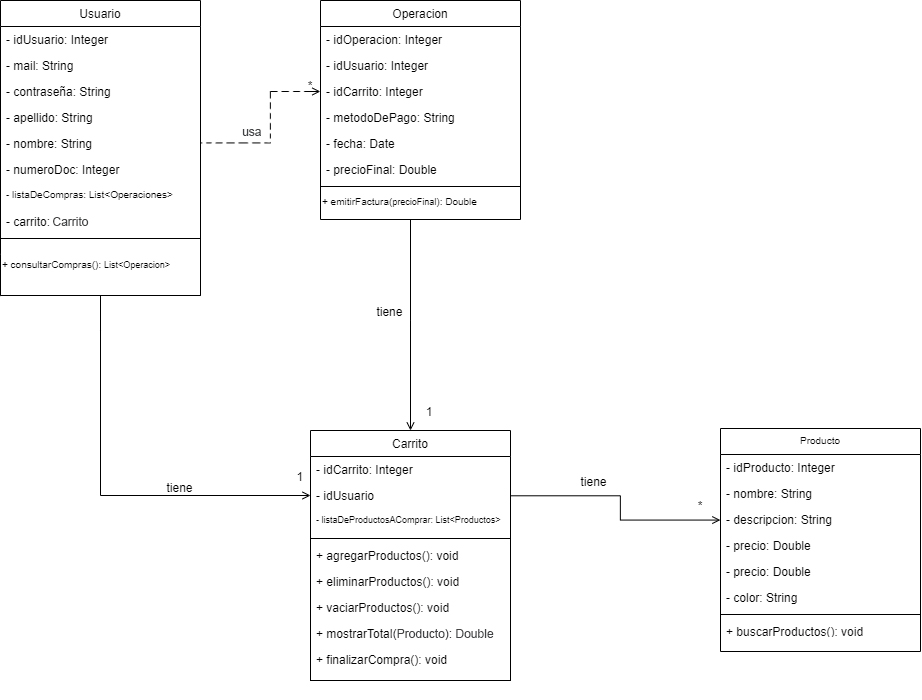 Usuario
- idUsuario: Integer
- mail: String
- contraseña: String
- apellido: String
- nombre: String
- numeroDoc: Integer
- listaDeCompras: List<Operaciones>
- carrito: Carrito
+ consultarCompras(): List<Operacion>
usa
*
Operacion
- idOperacion: Integer
- idUsuario: Integer
- idCarrito: Integer
- metodoDePago: String
- fecha: Date
- precioFinal: Double
+ emitirFactura(precioFinal): Double
tiene
1
tiene
1
Carrito
- idCarrito: Integer
- idUsuario
- listaDeProductosAComprar: List<Productos>
+ agregarProductos(): void
+ eliminarProductos(): void
+ vaciarProductos(): void
+ mostrarTotal(Producto): Double
+ finalizarCompra(): void
tiene
*
Producto
- idProducto: Integer
- nombre: String
- descripcion: String
- precio: Double
- precio: Double
- color: String
+ buscarProductos(): void